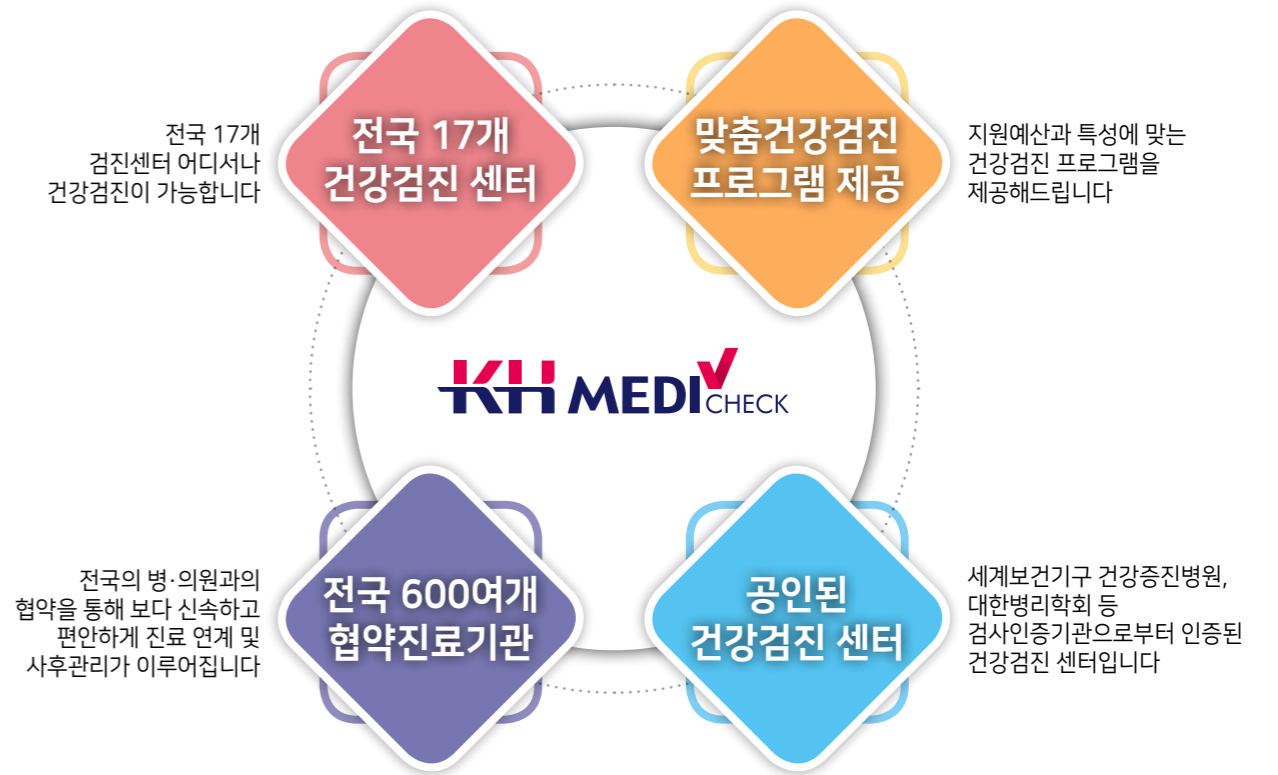 전국 17개
검진센터 어디서나
건강검진이 가능합니다
전국 17개
건강검진 센터
맞춤건강검진
프로그램 제공
지원예산과 특성에 맞는
건강검진 프로그램을
제공해드립니다
KH MEDI CHECK
전국의 병·의원과의
협약을 통해 보다 신속하고
편안하게 진료 연계 및
사후관리가 이루어집니다
전국 600여개
협약진료기관
공인된
건강검진 센터
세계보건기구 건강증진병원,
대한병리학회 등
검사인증기관으로부터 인증된
건강검진 센터입니다